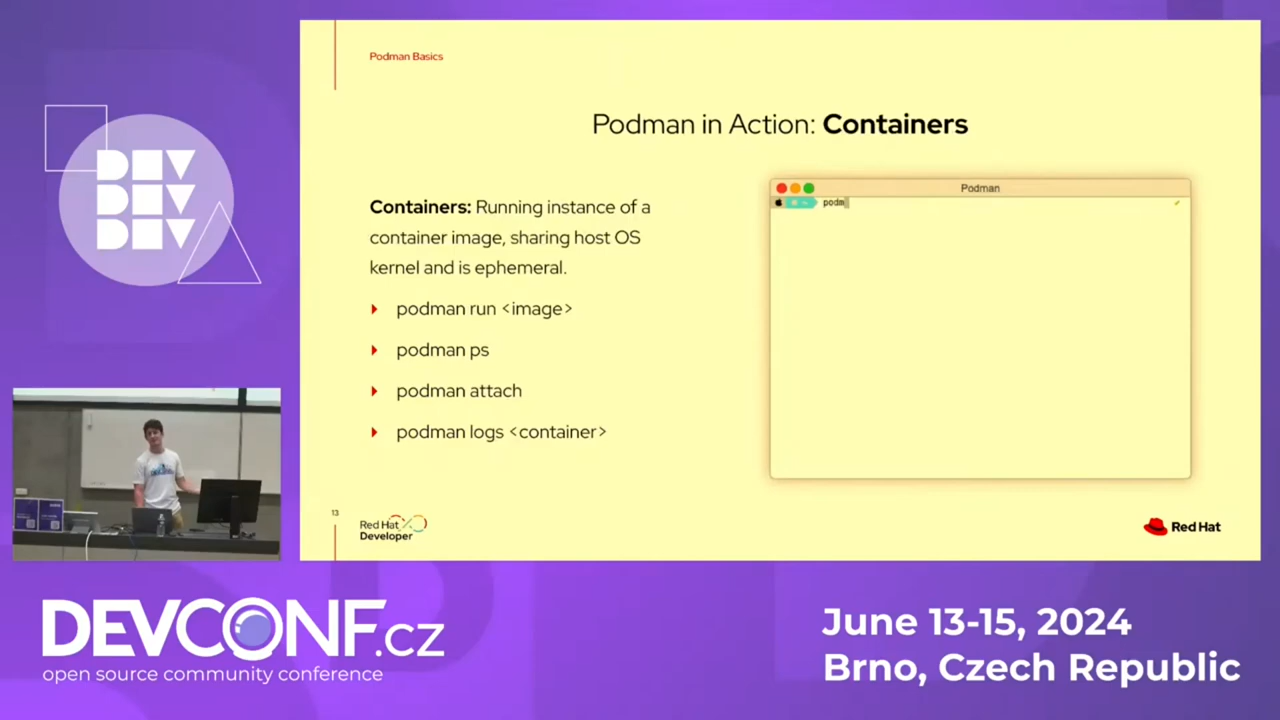 Podman Basics
Podman in Action: Containers
Containers: Running instance of a
container image, sharing host OS
kernel and is ephemeral.
podman run <image>
podman ps
podman attach
podman logs <container>
Podman
podm
13
Red Hat
Developer
Red Hat
DEV
DEV
DEV
DEVCONF.cz
open source community conference
June 13-15, 2024
Brno, Czech Republic